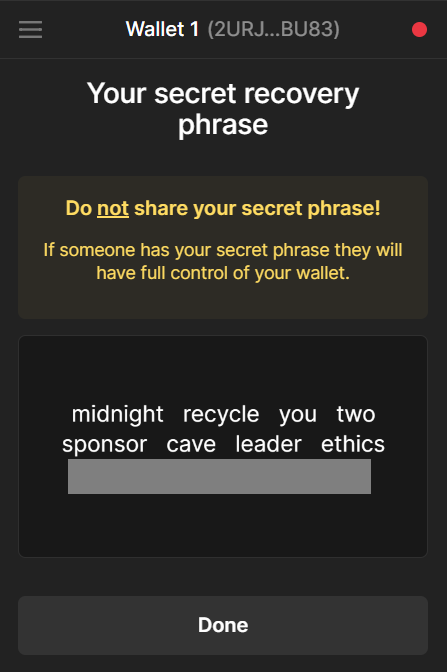 Wallet 1 (2URJ...BU83)
Your secret recovery
phrase
Do not share your secret phrase!
If someone has your secret phrase they will
have full control of your wallet.
midnight recycle you two
sponsor cave leader ethics
Done